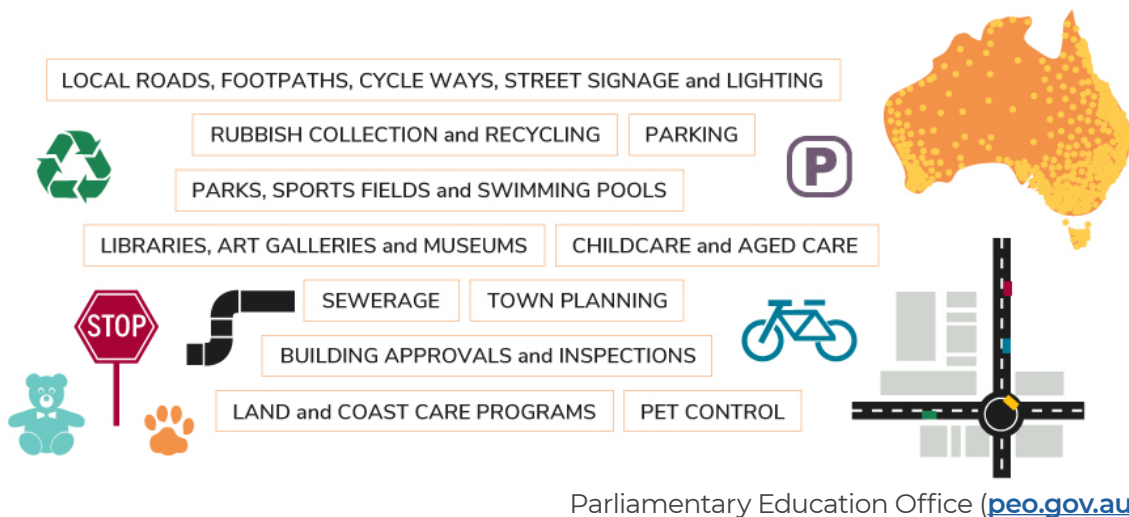 LOCAL ROADS, FOOTPATHS, CYCLE WAYS, STREET SIGNAGE and LIGHTING
RUBBISH COLLECTION and RECYCLING
PARKING
P
PARKS, SPORTS FIELDS and SWIMMING POOLS
LIBRARIES, ART GALLERIES and MUSEUMS
CHILDCARE and AGED CARE
STOP
SEWERAGE
TOWN PLANNING
BUILDING APPROVALS and INSPECTIONS
LAND and COAST CARE PROGRAMS
PET CONTROL
Parliamentary Education Office (peo.gov.au